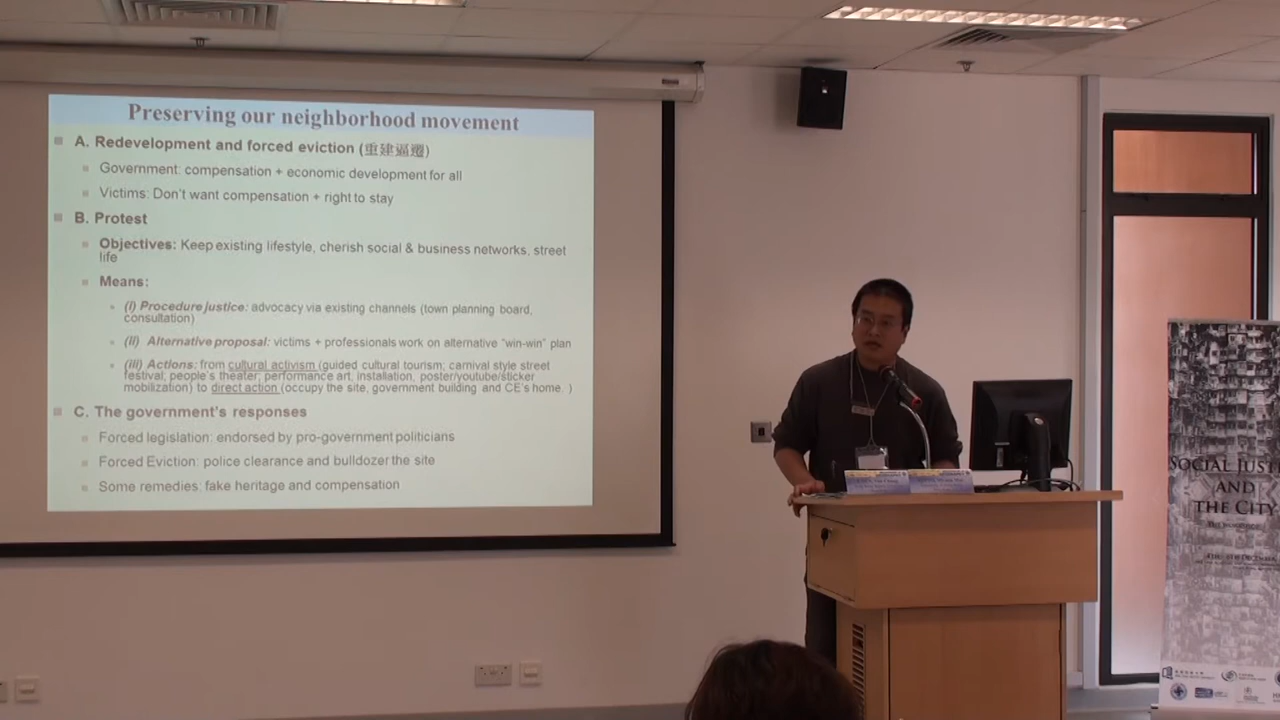 Preserving our neighborhood movement
A. Redevelopment and forced eviction (重建逼遷)
Government: compensation + economic development for all
Victims: Don't want compensation + right to stay
B. Protest
Objectives: Keep existing lifestyle, cherish social & business networks, street
life
Means:
(i) Procedure justice: advocacy via existing channels (town planning board,
consultation)
(ii) Alternative proposal: victims + professionals work on alternative "win-win" plan
(iii) Actions: from cultural activism (guided cultural tourism; carnival style street
festival, people's theater; performance art, installation, poster/youtube/sticker
mobilization) to direct action (occupy the site, government building and CE's home. )
C. The government's responses
Forced legislation: endorsed by pro-government politicians
Forced Eviction: police clearance and bulldozer the site
Some remedies: fake heritage and compensation
SOCIAL JUST
AND
THE CITY